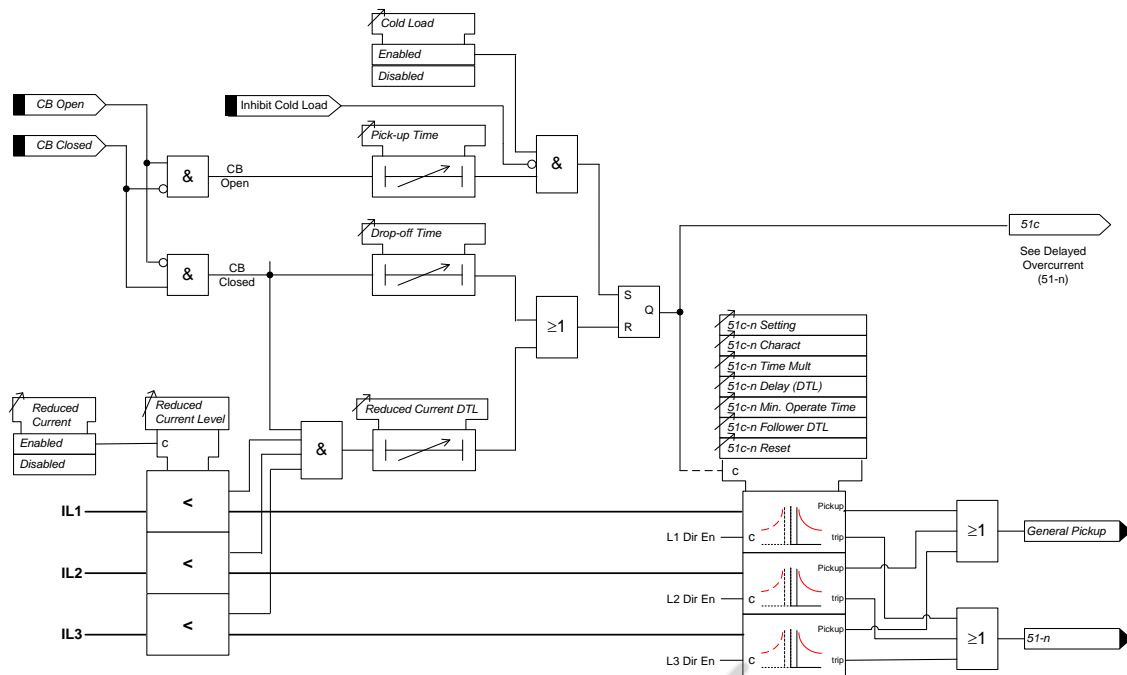 Cold Load
Enabled
Disabled
CB Open
Inhibit Cold Load
CB Closed
Pick-up Time
&
CB
Open
&
Drop-off Time
51c
See Delayed
Overcurrent
(51-n)
&
CB
Closed
≥1
S
Q
R
51c-n Setting
51c-n Charact
51c-n Time Mult
51c-n Delay (DTL)
51c-n Min. Operate Time
51c-n Follower DTL
51c-n Reset
c
Reduced
Current
Enabled
Disabled
Reduced
Current Level
c
Reduced Current DTL
&
IL1
<
Pickup
L1 Dir En
c
trip
≥1
General Pickup
IL2
<
Pickup
L2 Dir En
c
trip
IL3
<
Pickup
L3 Dir En
c
trip
≥1
51-n